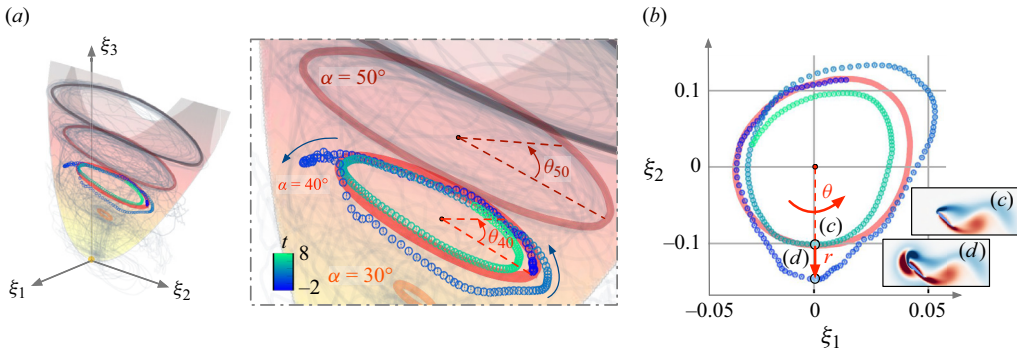 (a)
ξ3
ξ1
ξ2
α = 50°
θ50
α = 40°
θ40
t
8
−2
α = 30°
(b)
0.1
ξ2
0
θ
(c)
(c)
−0.1
(d)
r
(d)
−0.05
0
0.05
ξ1